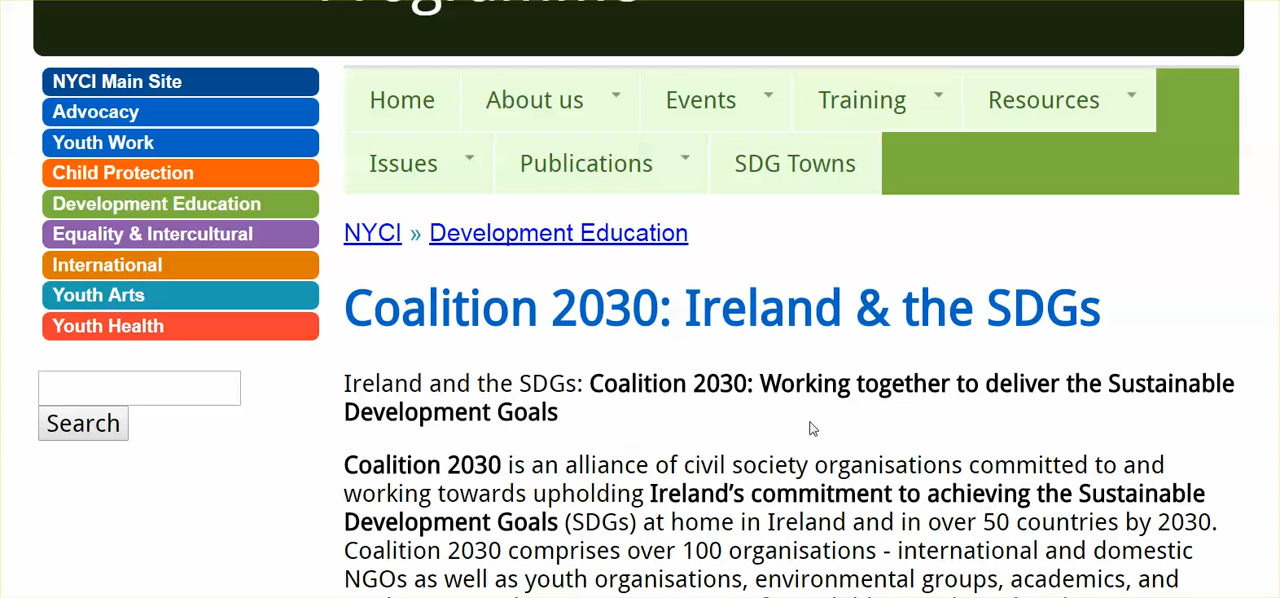 NYCI Main Site
Advocacy
Youth Work
Child Protection
Development Education
Equality & Intercultural
International
Youth Arts
Youth Health
Search
Home About us Events Training Resources
Issues Publications SDG Towns
NYCI » Development Education
Coalition 2030: Ireland & the SDGs
Ireland and the SDGs: Coalition 2030: Working together to deliver the Sustainable
Development Goals
Coalition 2030 is an alliance of civil society organisations committed to and
working towards upholding Ireland’s commitment to achieving the Sustainable
Development Goals (SDGs) at home in Ireland and in over 50 countries by 2030.
Coalition 2030 comprises over 100 organisations - international and domestic
NGOs as well as youth organisations, environmental groups, academics, and